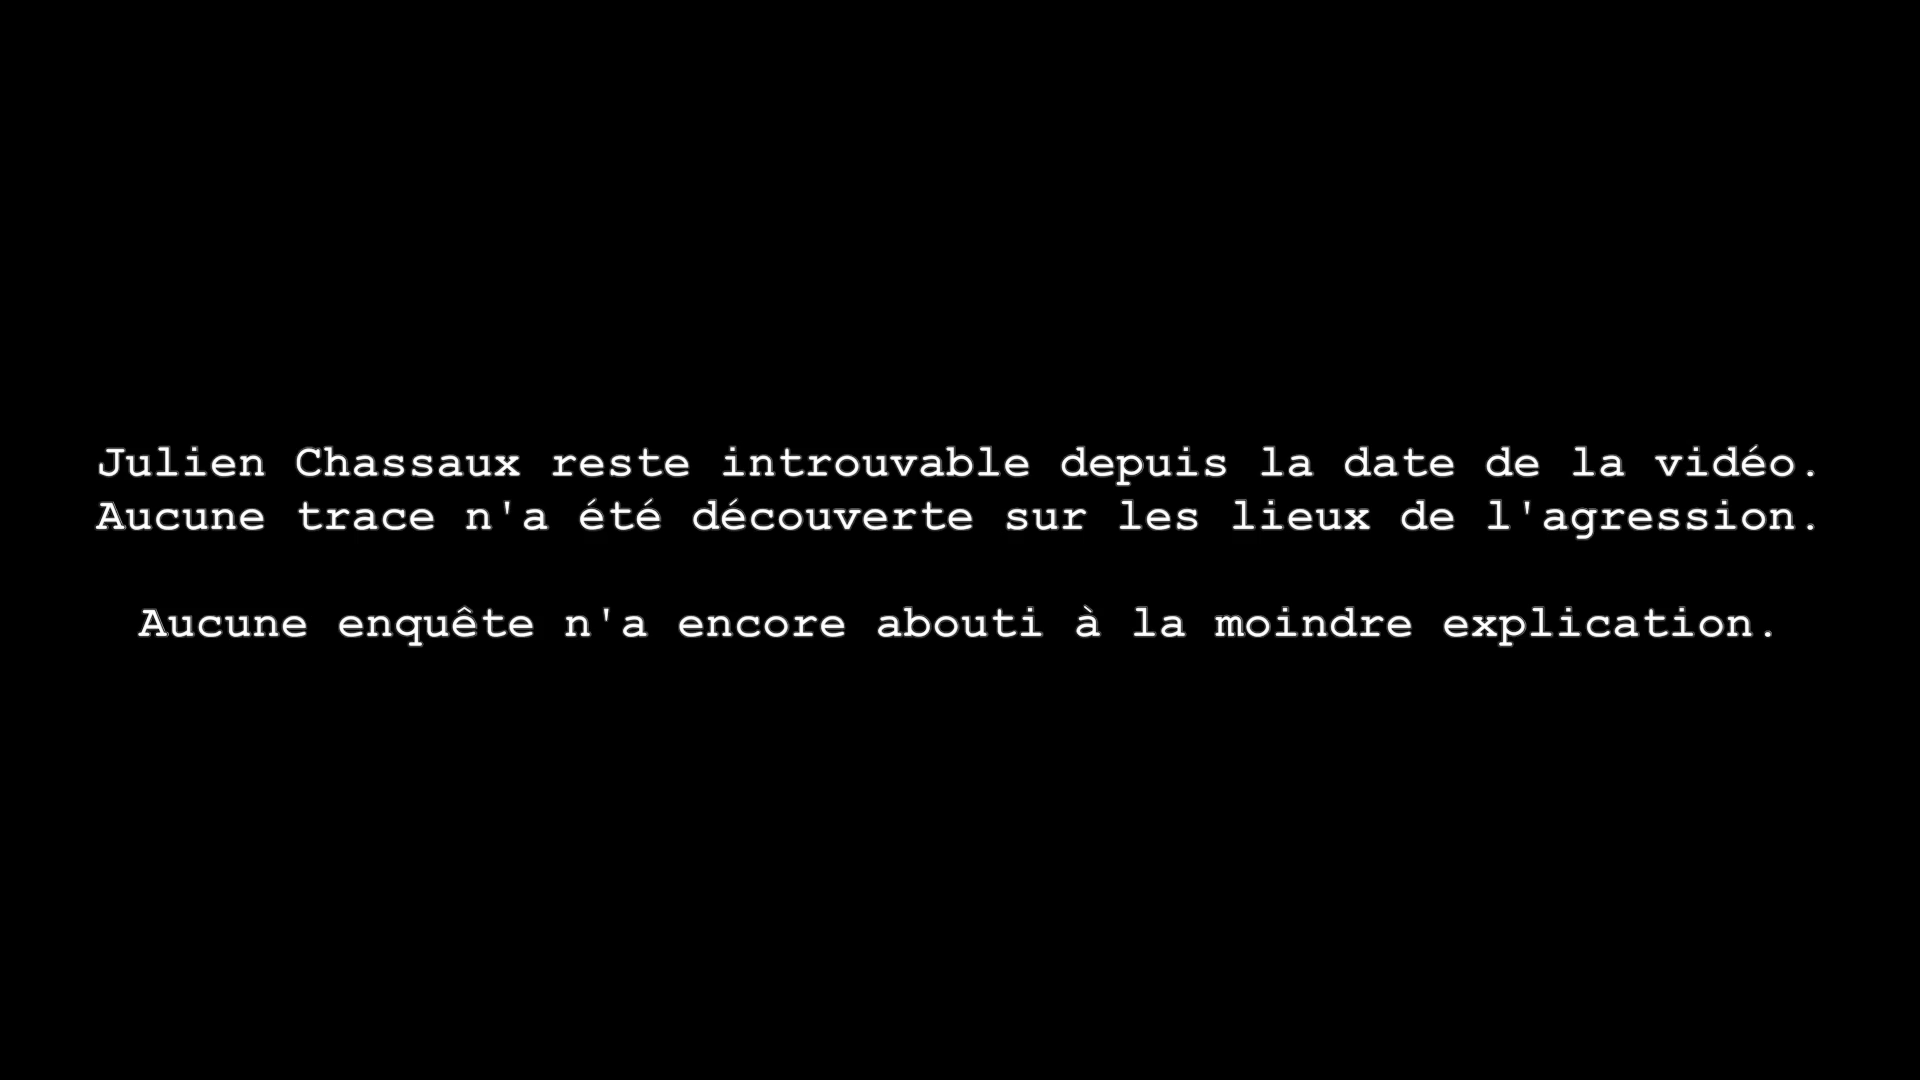 Julien Chassaux reste introuvable depuis la date de la vidéo.
Aucune trace n'a été découverte sur les lieux de l'agression.
Aucune enquête n'a encore abouti à la moindre explication.